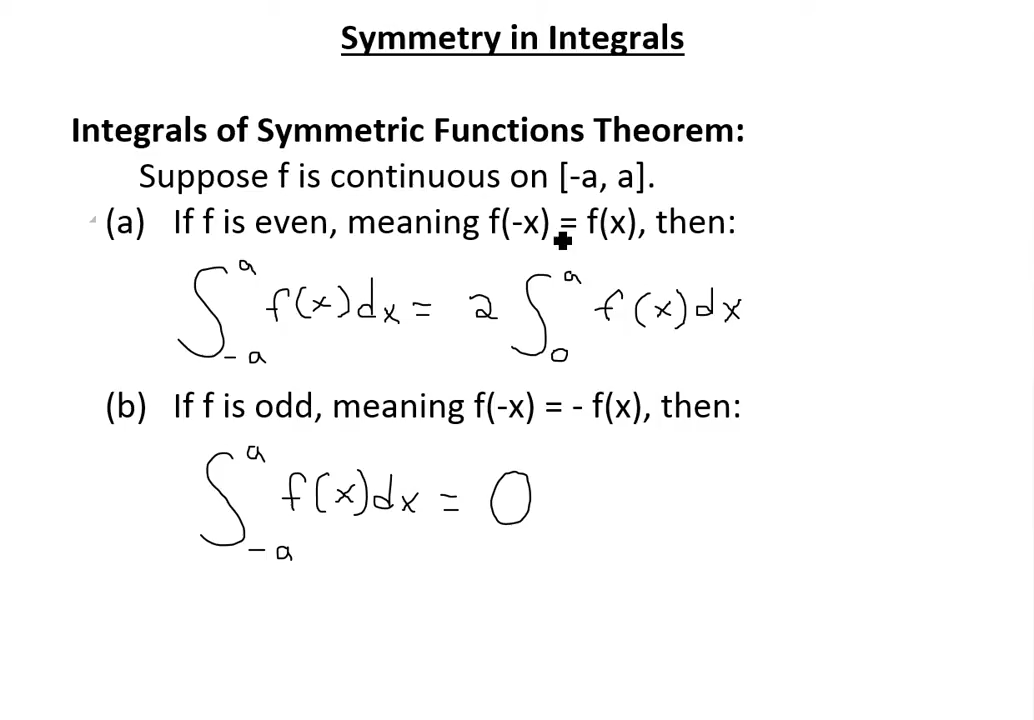 Symmetry in Integrals
Integrals of Symmetric Functions Theorem:
Suppose f is continuous on [-a, a].
(a) If f is even, meaning f(-x) = f(x), then:
∫_{-a}^{a} f(x)dx = 2 ∫_{0}^{a} f(x)dx
(b) If f is odd, meaning f(-x) = - f(x), then:
∫_{-a}^{a} f(x)dx = 0